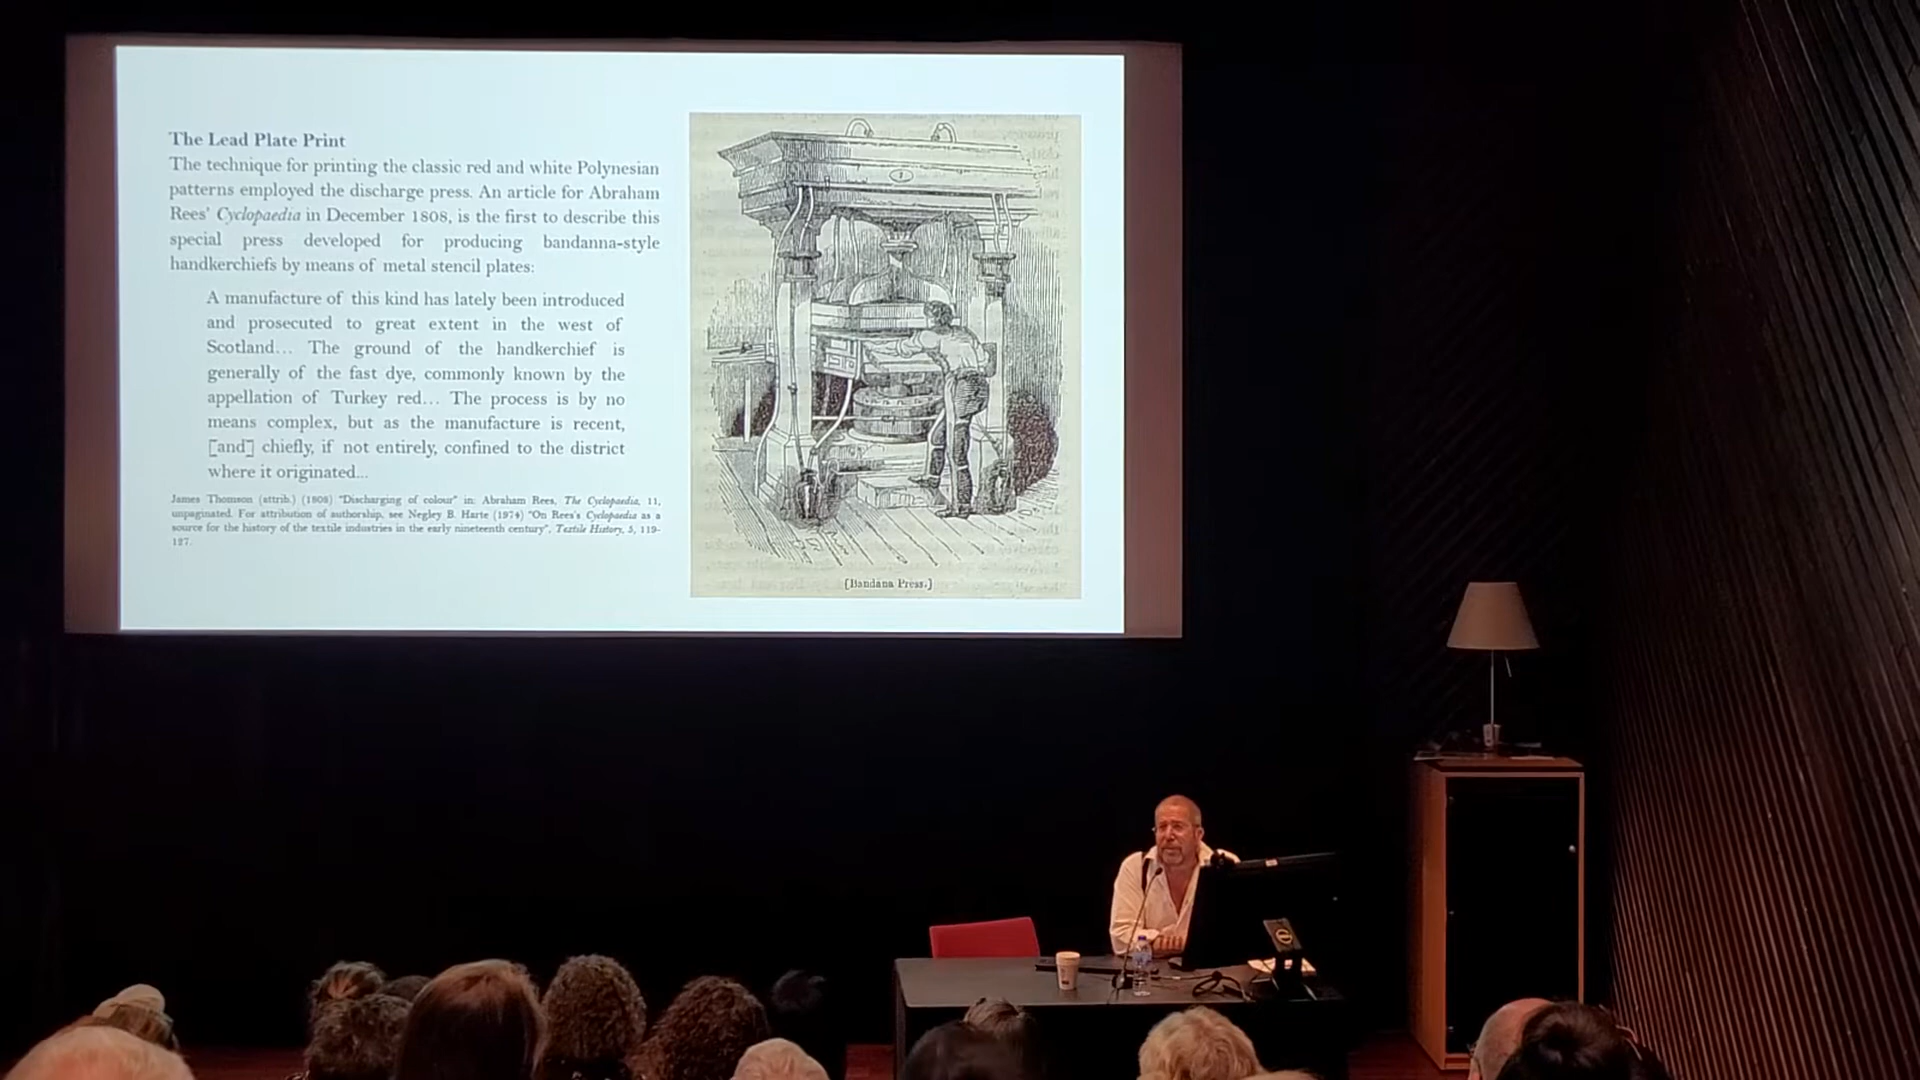 The Lead Plate Print
The technique for printing the classic red and white Polynesian
patterns employed the discharge press. An article for Abraham
Rees' Cyclopaedia in December 1808, is the first to describe this
special press developed for producing bandanna-style
handkerchiefs by means of metal stencil plates:
A manufacture of this kind has lately been introduced
and prosecuted to great extent in the west of
Scotland... The ground of the handkerchief is
generally of the fast dye, commonly known by the
appellation of Turkey red... The process is by no
means complex, but as the manufacture is recent,
[and] chiefly, if not entirely, confined to the district
where it originated...
James Thomson (attrib.) (1808) "Discharging of colour" in: Abraham Rees, The Cyclopaedia, 11,
unpaginated. For attribution of authorship, see Negley B. Harte (1974) "On Rees's Cyclopaedia as a
source for the history of the textile industries in the early nineteenth century", Textile History, 5, 119-
127.
[Bandana Press.]